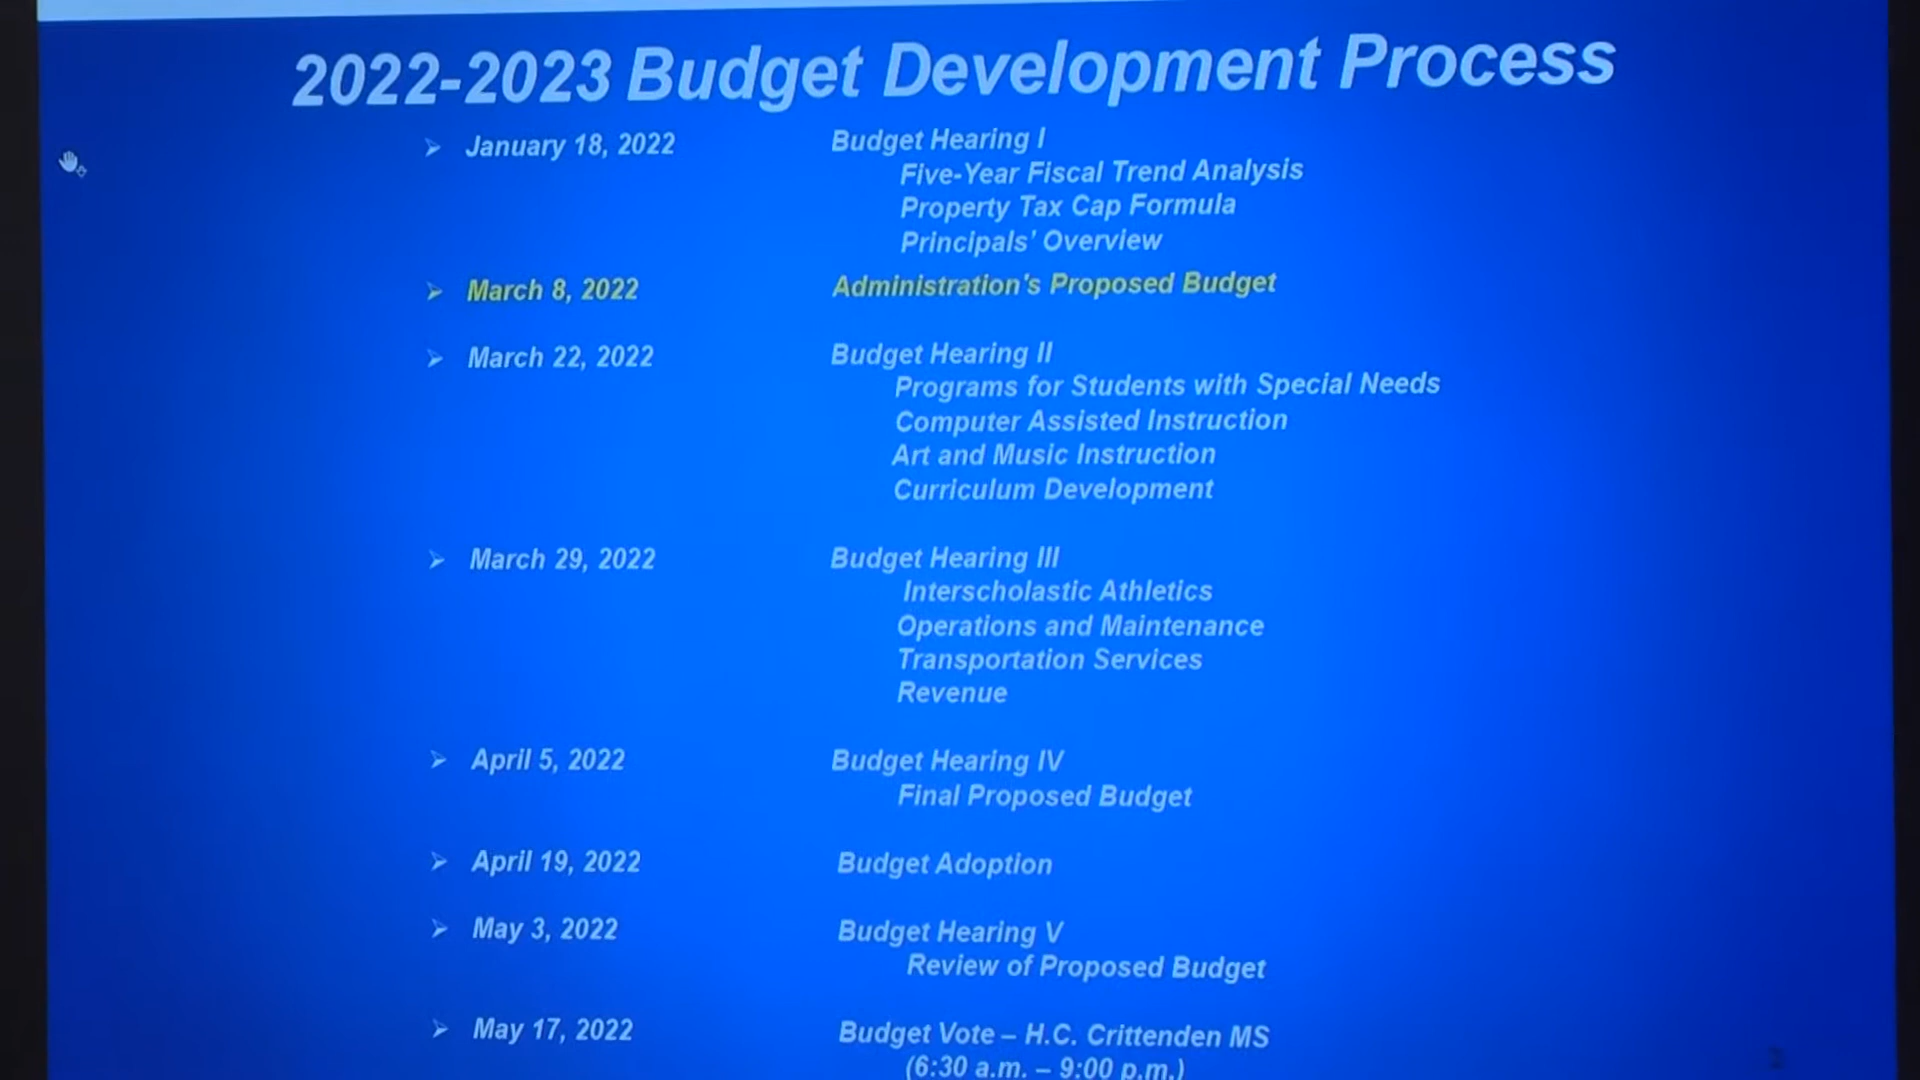 2022-2023 Budget Development Process
➢ January 18, 2022 Budget Hearing I
Five-Year Fiscal Trend Analysis
Property Tax Cap Formula
Principals' Overview
➢ March 8, 2022 Administration's Proposed Budget
➢ March 22, 2022 Budget Hearing II
Programs for Students with Special Needs
Computer Assisted Instruction
Art and Music Instruction
Curriculum Development
➢ March 29, 2022 Budget Hearing III
Interscholastic Athletics
Operations and Maintenance
Transportation Services
Revenue
➢ April 5, 2022 Budget Hearing IV
Final Proposed Budget
➢ April 19, 2022 Budget Adoption
➢ May 3, 2022 Budget Hearing V
Review of Proposed Budget
➢ May 17, 2022 Budget Vote – H.C. Crittenden MS
(6:30 a.m. – 9:00 p.m.)